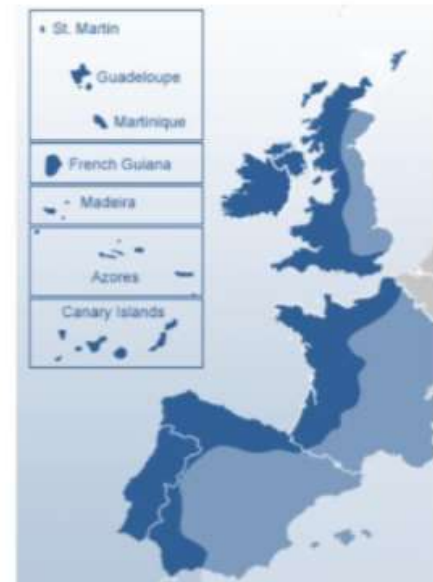 St. Martin
Guadeloupe
Martinique
French Guiana
Madeira
Azores
Canary Islands